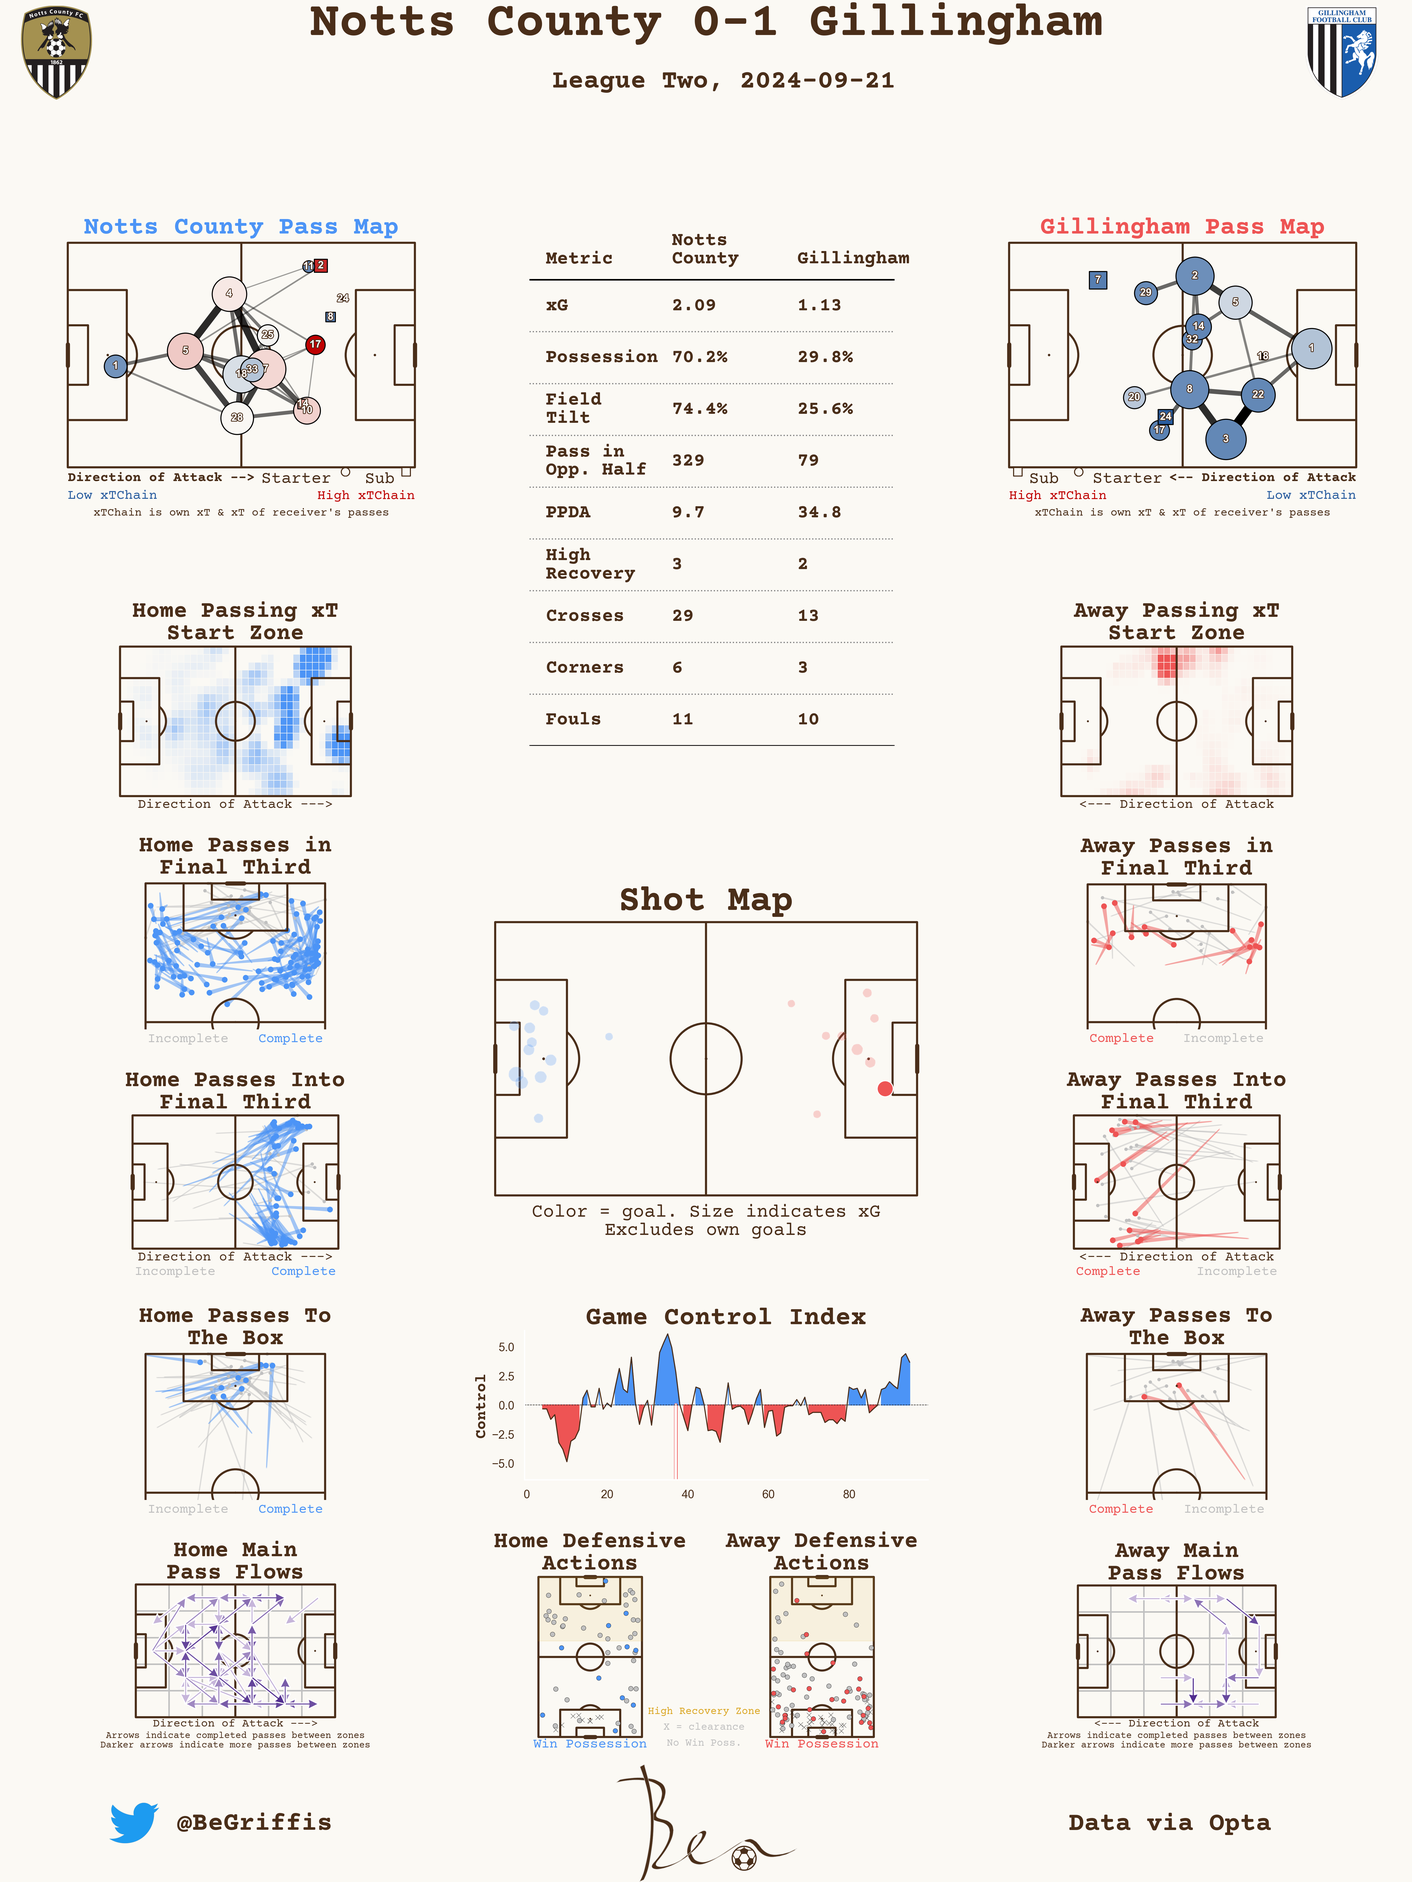 Notts County 0-1 Gillingham
League Two, 2024-09-21
Notts County FC
1862
GILLINGHAM
FOOTBALL CLUB
Notts County Pass Map
1
5
4
28
18
33
7
25
14
10
17
8
24
11
2
Direction of Attack --> Starter Sub
Low xTChain High xTChain
xTChain is own xT & xT of receiver's passes
Metric Notts County Gillingham
xG 2.09 1.13
Possession 70.2% 29.8%
Field Tilt 74.4% 25.6%
Pass in Opp. Half 329 79
PPDA 9.7 34.8
High Recovery 3 2
Crosses 29 13
Corners 6 3
Fouls 11 10
Gillingham Pass Map
7
29
2
5
14
32
18
1
8
22
20
24
17
3
Sub Starter <-- Direction of Attack
High xTChain Low xTChain
xTChain is own xT & xT of receiver's passes
Home Passing xT
Start Zone
Direction of Attack --->
Away Passing xT
Start Zone
<--- Direction of Attack
Home Passes in
Final Third
Incomplete Complete
Away Passes in
Final Third
Complete Incomplete
Shot Map
Color = goal. Size indicates xG
Excludes own goals
Home Passes Into
Final Third
Direction of Attack --->
Incomplete Complete
Away Passes Into
Final Third
<--- Direction of Attack
Complete Incomplete
Home Passes To
The Box
Incomplete Complete
Game Control Index
Control
5.0
2.5
0.0
−2.5
−5.0
0 20 40 60 80
Away Passes To
The Box
Complete Incomplete
Home Main
Pass Flows
Direction of Attack --->
Arrows indicate completed passes between zones
Darker arrows indicate more passes between zones
Home Defensive
Actions
Win Possession
High Recovery Zone
X = clearance
No Win Poss.
Away Defensive
Actions
Win Possession
Away Main
Pass Flows
<--- Direction of Attack
Arrows indicate completed passes between zones
Darker arrows indicate more passes between zones
@BeGriffis
Ben
Data via Opta